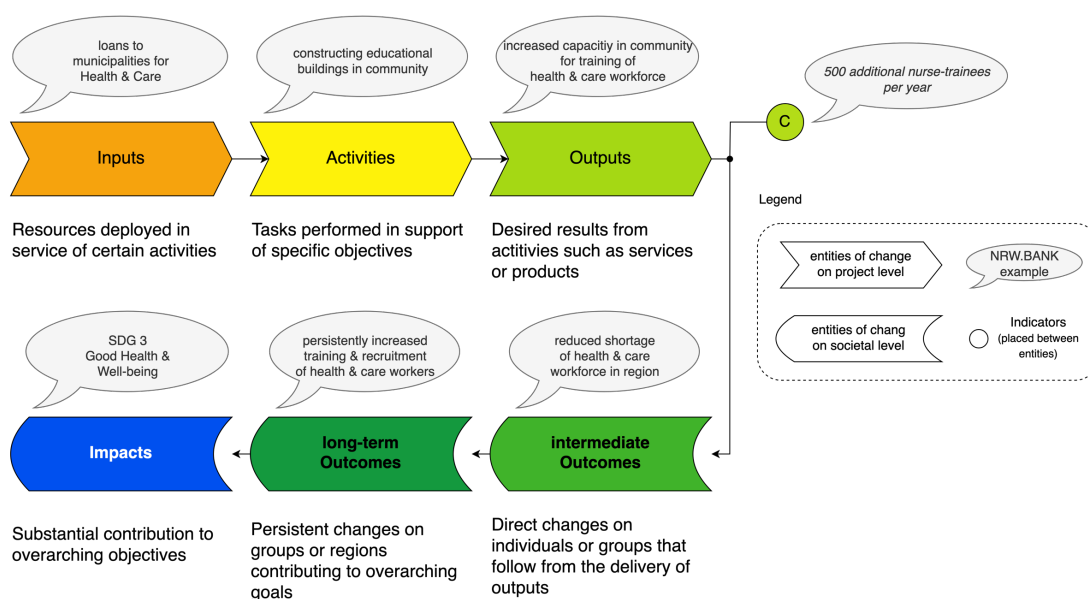 loans to
municipalities for
Health & Care
constructing educational
buildings in community
increased capacitiy in community
for training of
health & care workforce
500 additional nurse-trainees
per year
C
Inputs
Activities
Outputs
Resources deployed in
service of certain activities
Tasks performed in support
of specific objectives
Desired results from
actitivies such as services
or products
Legend
entities of change
on project level
NRW.BANK
example
entities of chang
on societal level
Indicators
(placed between
entities)
SDG 3
Good Health &
Well-being
persistently increased
training & recruitment
of health & care workers
reduced shortage
of health & care
workforce in region
Impacts
long-term
Outcomes
intermediate
Outcomes
Substantial contribution to
overarching objectives
Persistent changes on
groups or regions
contributing to overarching
goals
Direct changes on
individuals or groups that
follow from the delivery of
outputs